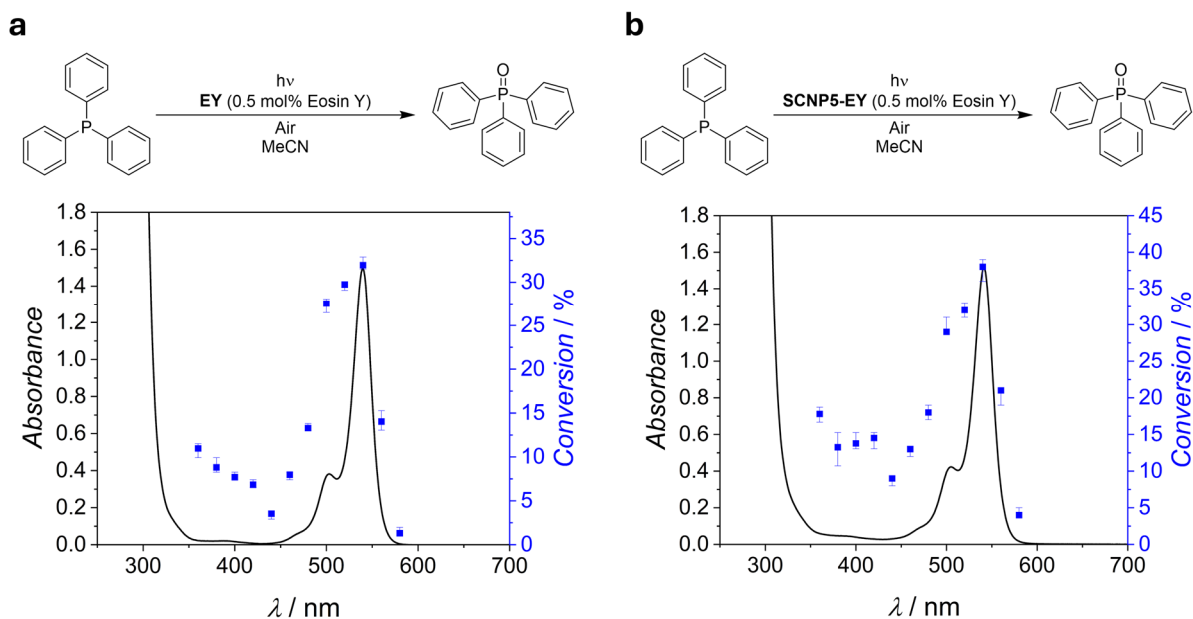 a
b
hν
EY (0.5 mol% Eosin Y)
Air
MeCN
P
O
P
hν
SCNP5-EY (0.5 mol% Eosin Y)
Air
MeCN
P
O
P
Absorbance
1.8
1.6
1.4
1.2
1.0
0.8
0.6
0.4
0.2
0.0
300
400
500
600
700
λ / nm
35
30
25
20
15
10
5
0
Conversion / %
Absorbance
1.8
1.6
1.4
1.2
1.0
0.8
0.6
0.4
0.2
0.0
300
400
500
600
700
λ / nm
45
40
35
30
25
20
15
10
5
0
Conversion / %